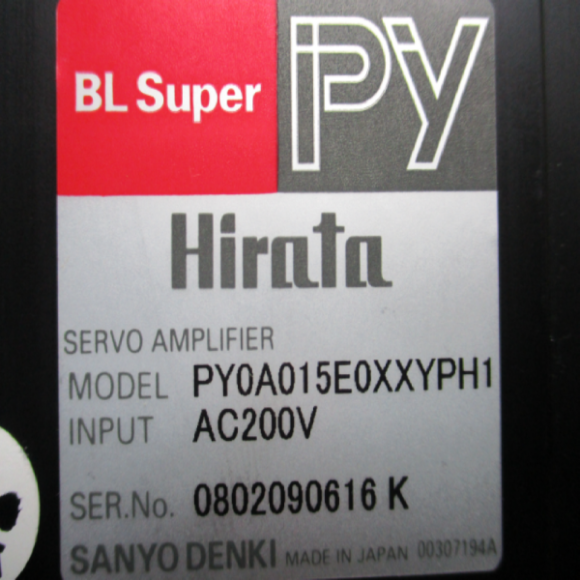 BL Super PY
Hirata
SERVO AMPLIFIER
MODEL PY0A015E0XXYPH1
INPUT AC200V
SER.No. 0802090616 K
SANYO DENKI MADE IN JAPAN 00307194A